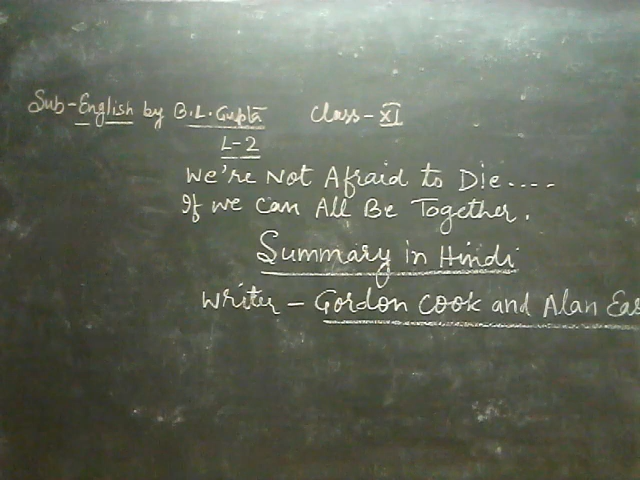 Sub-English by B.L.Gupta Class-XI
L-2
We're Not Afraid to Die....
If we Can All Be Together.
Summary in Hindi
Writer - Gordon Cook and Alan Eas